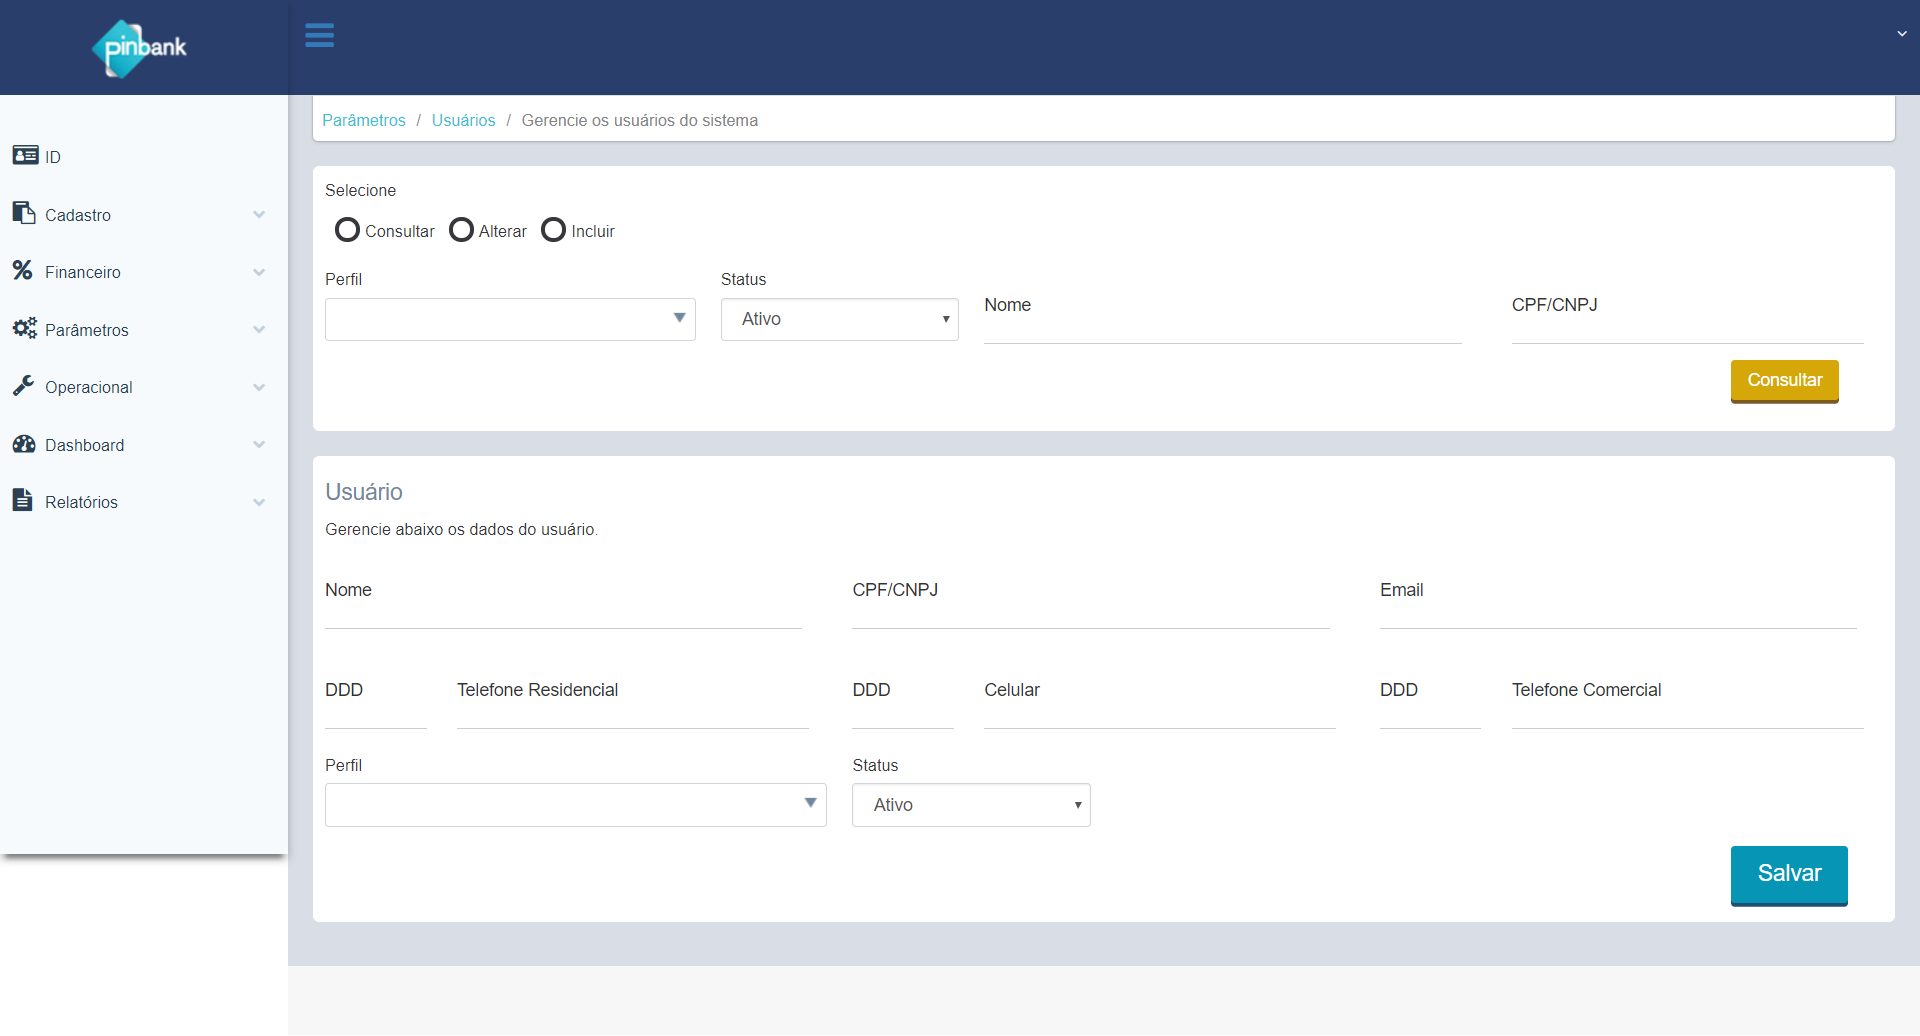 pinbank
ID
Cadastro
Financeiro
Parâmetros
Operacional
Dashboard
Relatórios
Parâmetros / Usuários / Gerencie os usuários do sistema
Selecione
Consultar Alterar Incluir
Perfil Status
Ativo Nome CPF/CNPJ
Consultar
Usuário
Gerencie abaixo os dados do usuário.
Nome CPF/CNPJ Email
DDD Telefone Residencial DDD Celular DDD Telefone Comercial
Perfil Status
Ativo
Salvar